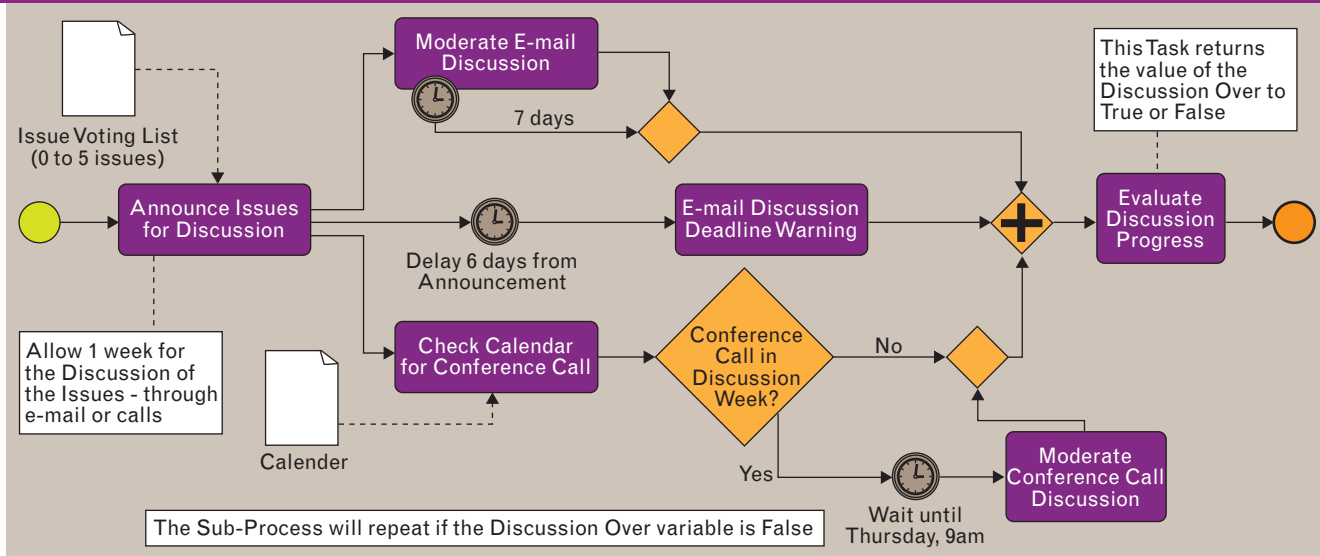 Issue Voting List
(0 to 5 issues)
Moderate E-mail
Discussion
7 days
This Task returns
the value of the
Discussion Over to
True or False
Announce Issues
for Discussion
Delay 6 days from
Announcement
E-mail Discussion
Deadline Warning
Evaluate
Discussion
Progress
Allow 1 week for
the Discussion of
the Issues - through
e-mail or calls
Calender
Check Calendar
for Conference Call
Conference
Call in
Discussion
Week?
No
Yes
Wait until
Thursday, 9am
Moderate
Conference Call
Discussion
The Sub-Process will repeat if the Discussion Over variable is False